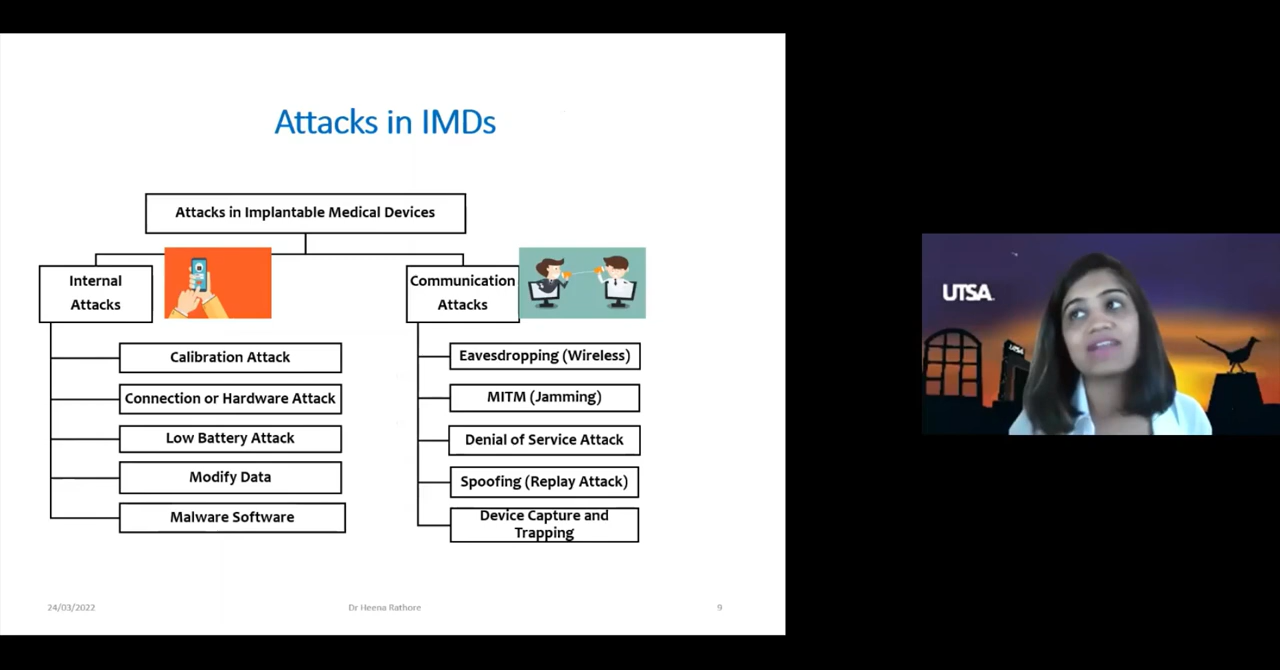 Attacks in IMDs
Attacks in Implantable Medical Devices
Internal
Attacks
Calibration Attack
Connection or Hardware Attack
Low Battery Attack
Modify Data
Malware Software
Communication
Attacks
Eavesdropping (Wireless)
MITM (Jamming)
Denial of Service Attack
Spoofing (Replay Attack)
Device Capture and
Trapping
24/03/2022
Dr Heena Rathore
9
UTSA
UTSA